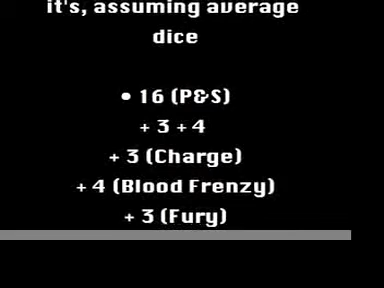 it's, assuming average
dice
• 16 (P&S)
+ 3 + 4
+ 3 (Charge)
+ 4 (Blood Frenzy)
+ 3 (Fury)